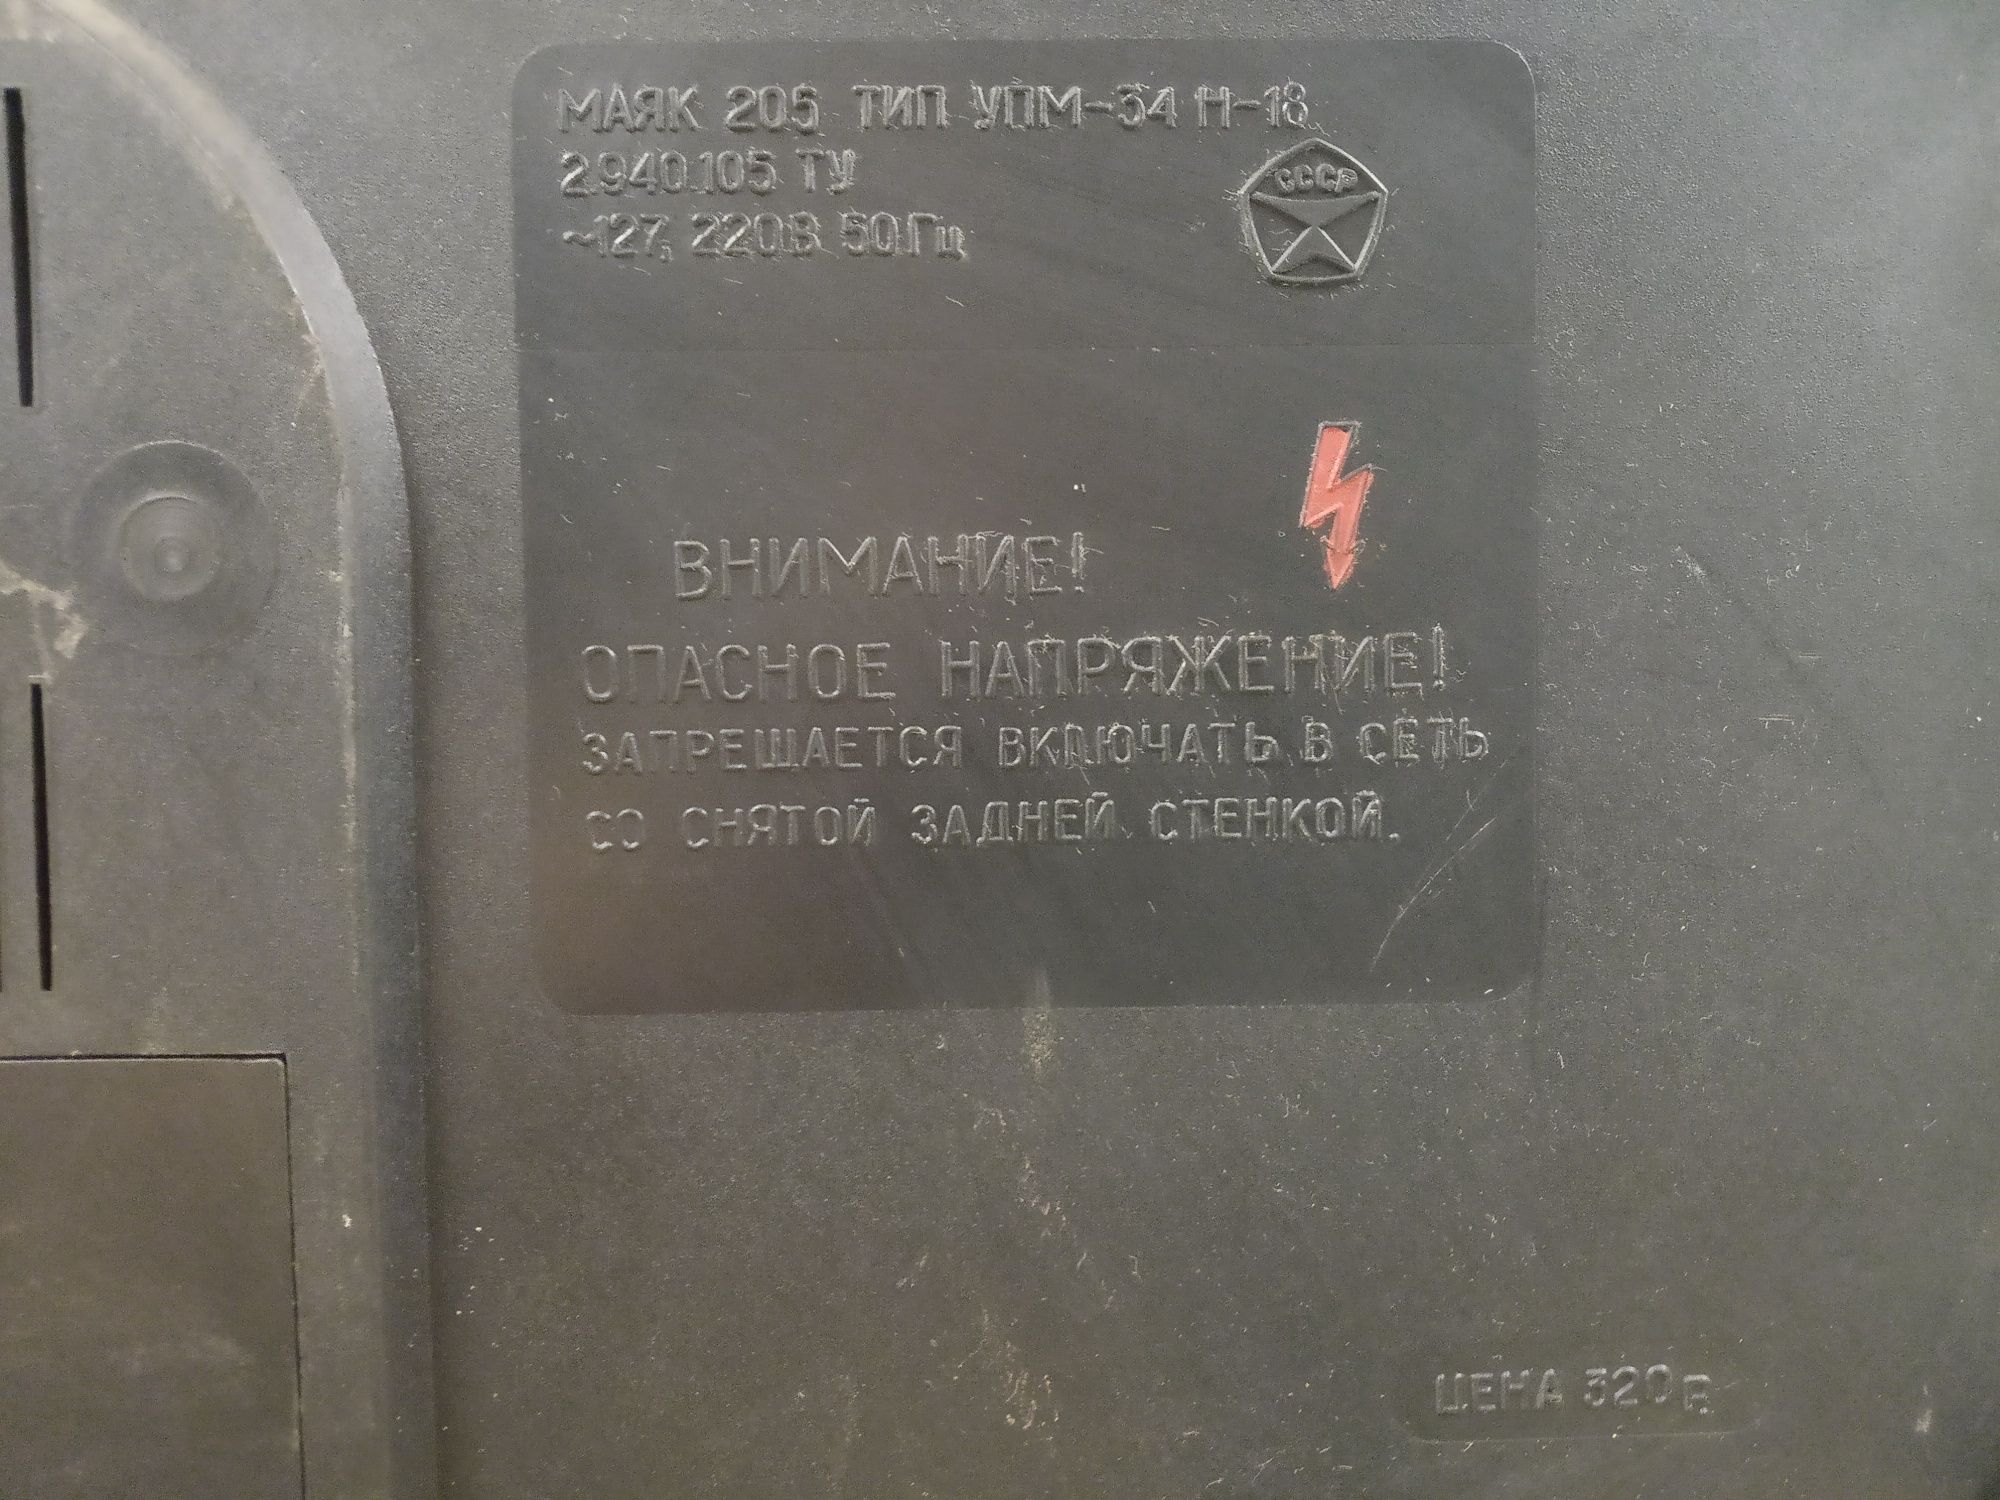 МАЯК 205 ТИП УПМ-34 Н-18
2.940.105 ТУ
СССР
~127, 220В 50Гц
ВНИМАНИЕ!
ОПАСНОЕ НАПРЯЖЕНИЕ!
ЗАПРЕЩАЕТСЯ ВКЛЮЧАТЬ В СЕТЬ
СО СНЯТОЙ ЗАДНЕЙ СТЕНКОЙ.
ЦЕНА 320 Р.